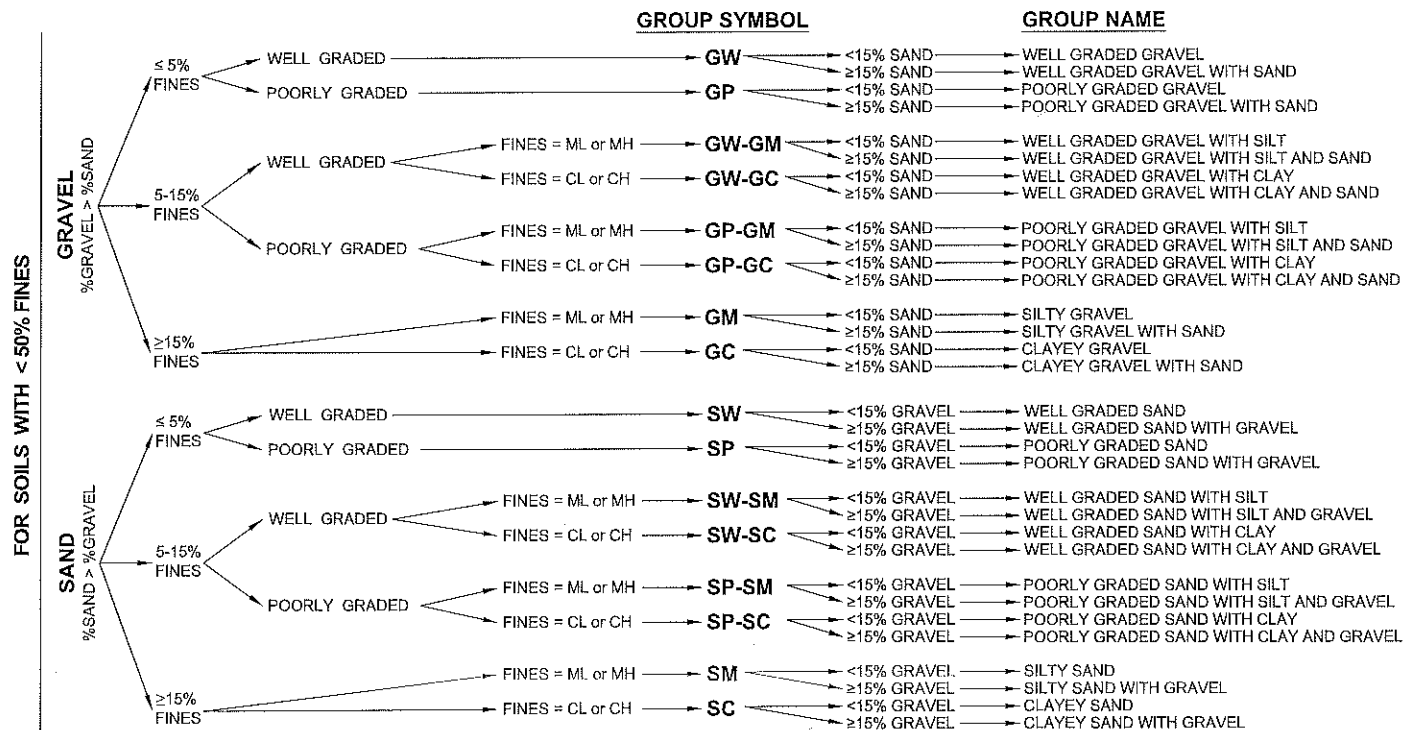 GROUP SYMBOL GROUP NAME
FOR SOILS WITH < 50% FINES
GRAVEL
%GRAVEL > %SAND
≤ 5%
FINES
WELL GRADED GW <15% SAND WELL GRADED GRAVEL
≥15% SAND WELL GRADED GRAVEL WITH SAND
POORLY GRADED GP <15% SAND POORLY GRADED GRAVEL
≥15% SAND POORLY GRADED GRAVEL WITH SAND
5-15%
FINES
WELL GRADED
FINES = ML or MH GW-GM <15% SAND WELL GRADED GRAVEL WITH SILT
≥15% SAND WELL GRADED GRAVEL WITH SILT AND SAND
FINES = CL or CH GW-GC <15% SAND WELL GRADED GRAVEL WITH CLAY
≥15% SAND WELL GRADED GRAVEL WITH CLAY AND SAND
POORLY GRADED
FINES = ML or MH GP-GM <15% SAND POORLY GRADED GRAVEL WITH SILT
≥15% SAND POORLY GRADED GRAVEL WITH SILT AND SAND
FINES = CL or CH GP-GC <15% SAND POORLY GRADED GRAVEL WITH CLAY
≥15% SAND POORLY GRADED GRAVEL WITH CLAY AND SAND
≥15%
FINES
FINES = ML or MH GM <15% SAND SILTY GRAVEL
≥15% SAND SILTY GRAVEL WITH SAND
FINES = CL or CH GC <15% SAND CLAYEY GRAVEL
≥15% SAND CLAYEY GRAVEL WITH SAND
SAND
%SAND > %GRAVEL
≤ 5%
FINES
WELL GRADED SW <15% GRAVEL WELL GRADED SAND
≥15% GRAVEL WELL GRADED SAND WITH GRAVEL
POORLY GRADED SP <15% GRAVEL POORLY GRADED SAND
≥15% GRAVEL POORLY GRADED SAND WITH GRAVEL
5-15%
FINES
WELL GRADED
FINES = ML or MH SW-SM <15% GRAVEL WELL GRADED SAND WITH SILT
≥15% GRAVEL WELL GRADED SAND WITH SILT AND GRAVEL
FINES = CL or CH SW-SC <15% GRAVEL WELL GRADED SAND WITH CLAY
≥15% GRAVEL WELL GRADED SAND WITH CLAY AND GRAVEL
POORLY GRADED
FINES = ML or MH SP-SM <15% GRAVEL POORLY GRADED SAND WITH SILT
≥15% GRAVEL POORLY GRADED SAND WITH SILT AND GRAVEL
FINES = CL or CH SP-SC <15% GRAVEL POORLY GRADED SAND WITH CLAY
≥15% GRAVEL POORLY GRADED SAND WITH CLAY AND GRAVEL
≥15%
FINES
FINES = ML or MH SM <15% GRAVEL SILTY SAND
≥15% GRAVEL SILTY SAND WITH GRAVEL
FINES = CL or CH SC <15% GRAVEL CLAYEY SAND
≥15% GRAVEL CLAYEY SAND WITH GRAVEL